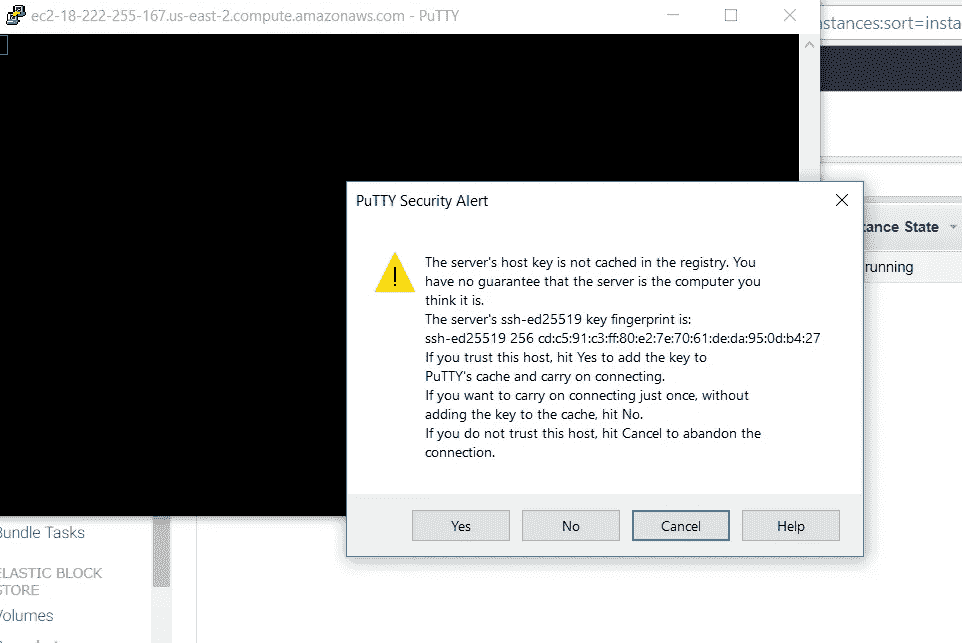 ec2-18-222-255-167.us-east-2.compute.amazonaws.com - PuTTY
nstances:sort=insta
PuTTY Security Alert
tance State
running
The server's host key is not cached in the registry. You
have no guarantee that the server is the computer you
think it is.
The server's ssh-ed25519 key fingerprint is:
ssh-ed25519 256 cd:c5:91:c3:ff:80:e2:7e:70:61:de:da:95:0d:b4:27
If you trust this host, hit Yes to add the key to
PuTTY's cache and carry on connecting.
If you want to carry on connecting just once, without
adding the key to the cache, hit No.
If you do not trust this host, hit Cancel to abandon the
connection.
Yes No Cancel Help
Bundle Tasks
ELASTIC BLOCK
STORE
Volumes